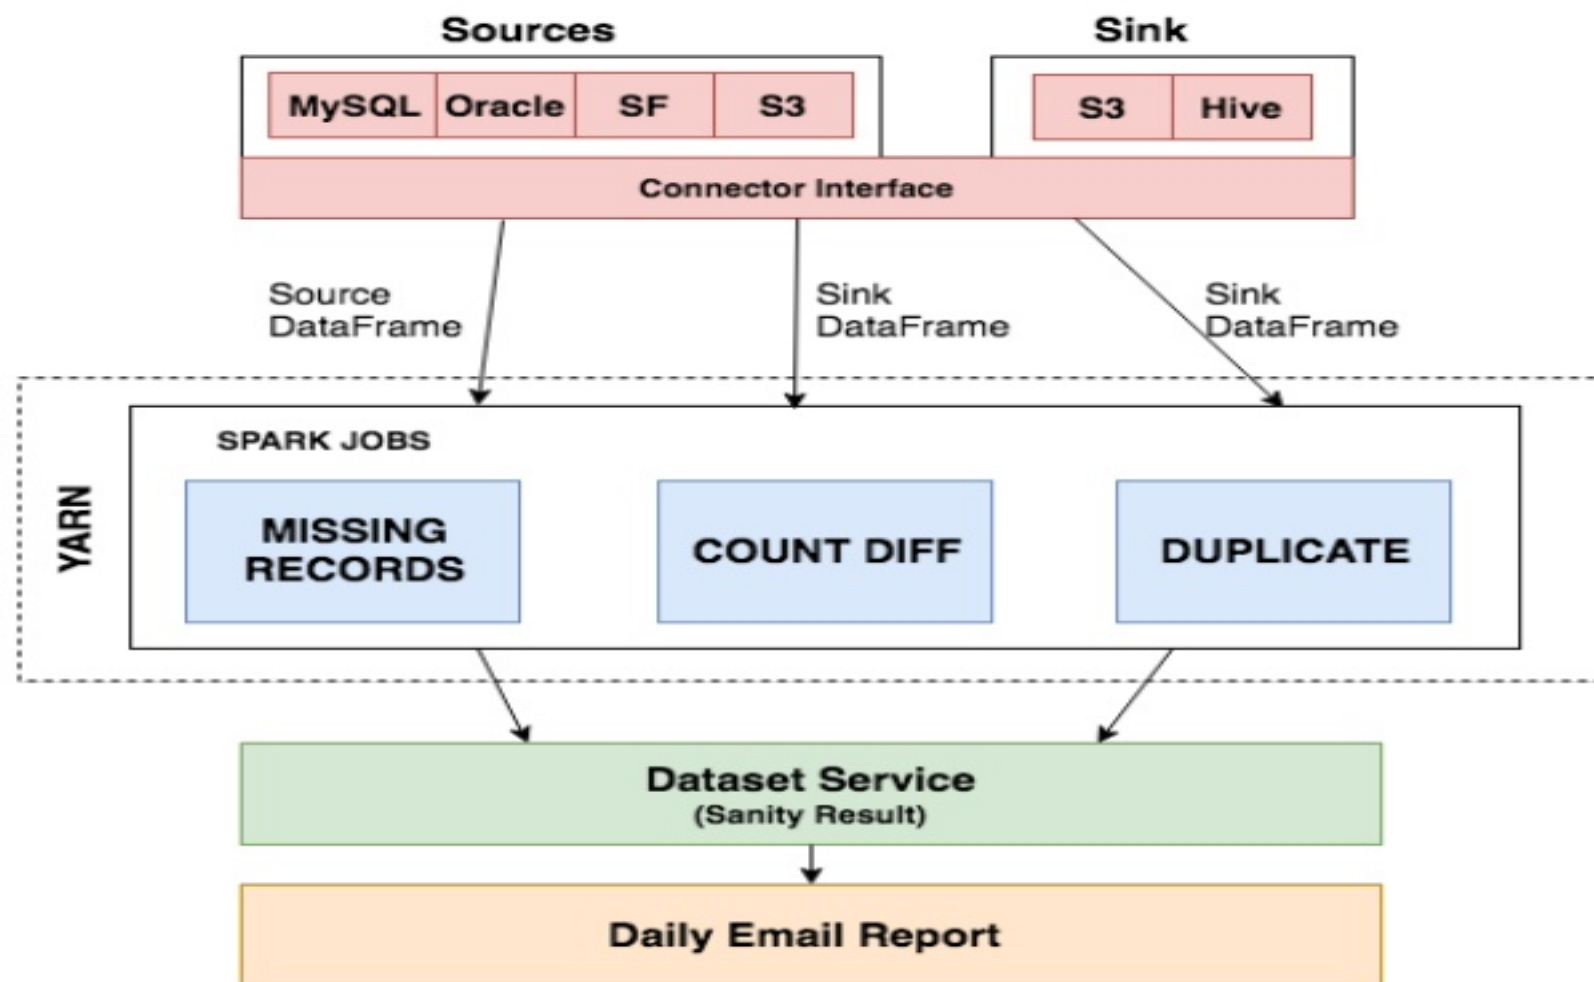 Sources
Sink
MySQL
Oracle
SF
S3
S3
Hive
Connector Interface
Source
DataFrame
Sink
DataFrame
Sink
DataFrame
YARN
SPARK JOBS
MISSING
RECORDS
COUNT DIFF
DUPLICATE
Dataset Service
(Sanity Result)
Daily Email Report